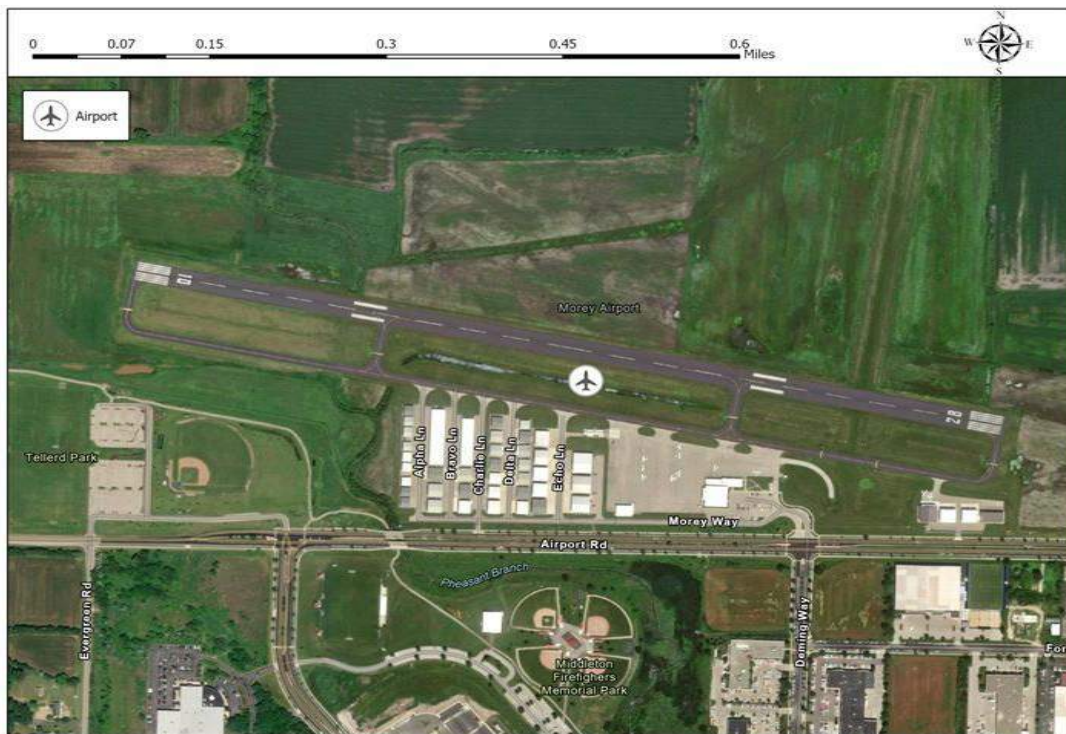 0 0.07 0.15 0.3 0.45 0.6
Miles
N
W E
S
Airport
10
Morey Airport
28
Tellerd Park
Alpha Ln
Bravo Ln
Charlie Ln
Delta Ln
Echo Ln
Morey Way
Airport Rd
Pheasant Branch
Evergreen Rd
Deming Way
Middleton
Firefighers
Memorial Park
For